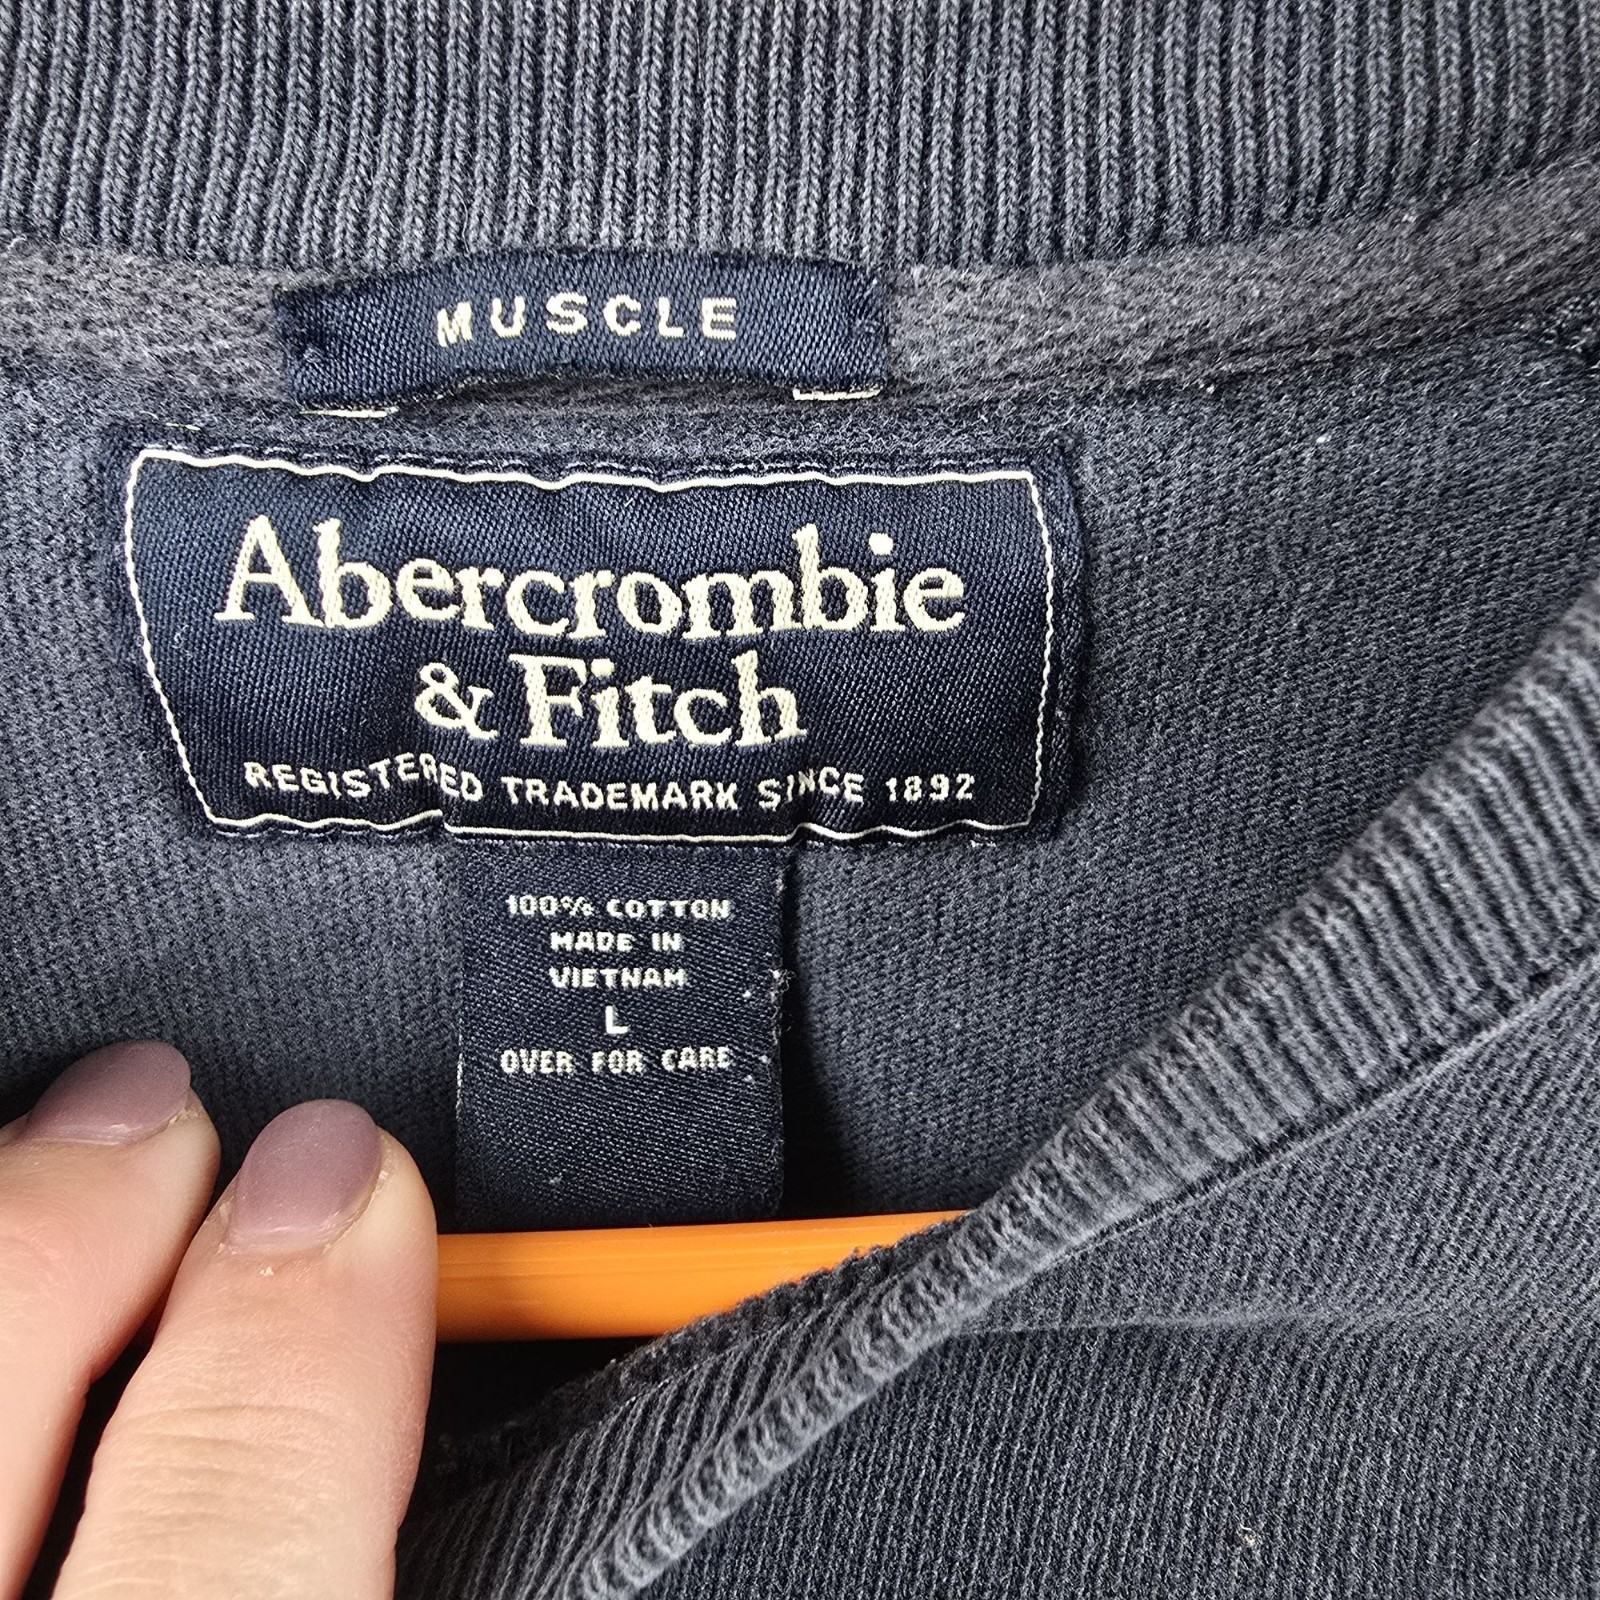 MUSCLE
Abercrombie
& Fitch
REGISTERED TRADEMARK SINCE 1892
100% COTTON
MADE IN
VIETNAM
L
OVER FOR CARE